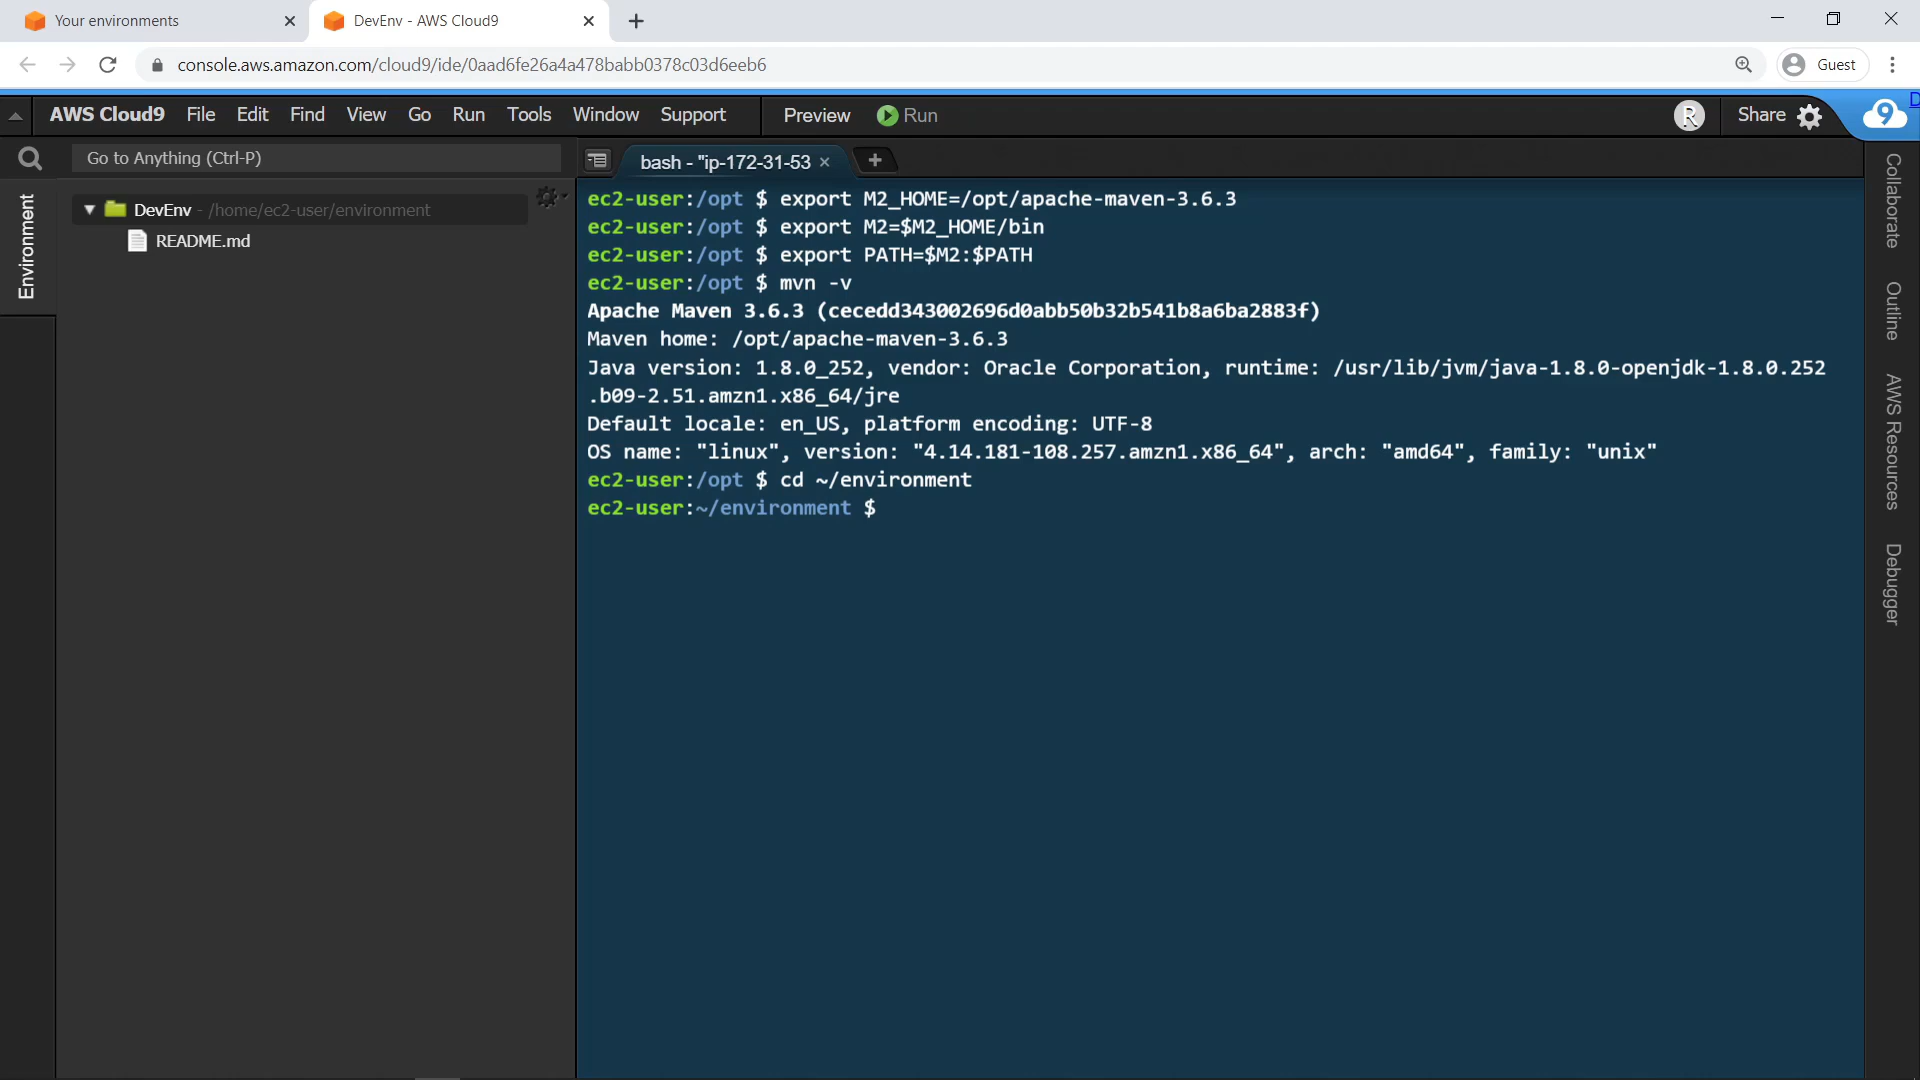 Your environments
DevEnv - AWS Cloud9
console.aws.amazon.com/cloud9/ide/0aad6fe26a4a478babb0378c03d6eeb6
Guest
AWS Cloud9 File Edit Find View Go Run Tools Window Support Preview Run
R
Share
9
D
Go to Anything (Ctrl-P)
bash - "ip-172-31-53
Environment
DevEnv - /home/ec2-user/environment
README.md
ec2-user:/opt $ export M2_HOME=/opt/apache-maven-3.6.3
ec2-user:/opt $ export M2=$M2_HOME/bin
ec2-user:/opt $ export PATH=$M2:$PATH
ec2-user:/opt $ mvn -v
Apache Maven 3.6.3 (cecedd343002696d0abb50b32b541b8a6ba2883f)
Maven home: /opt/apache-maven-3.6.3
Java version: 1.8.0_252, vendor: Oracle Corporation, runtime: /usr/lib/jvm/java-1.8.0-openjdk-1.8.0.252
.b09-2.51.amzn1.x86_64/jre
Default locale: en_US, platform encoding: UTF-8
OS name: "linux", version: "4.14.181-108.257.amzn1.x86_64", arch: "amd64", family: "unix"
ec2-user:/opt $ cd ~/environment
ec2-user:~/environment $
Collaborate
Outline
AWS Resources
Debugger